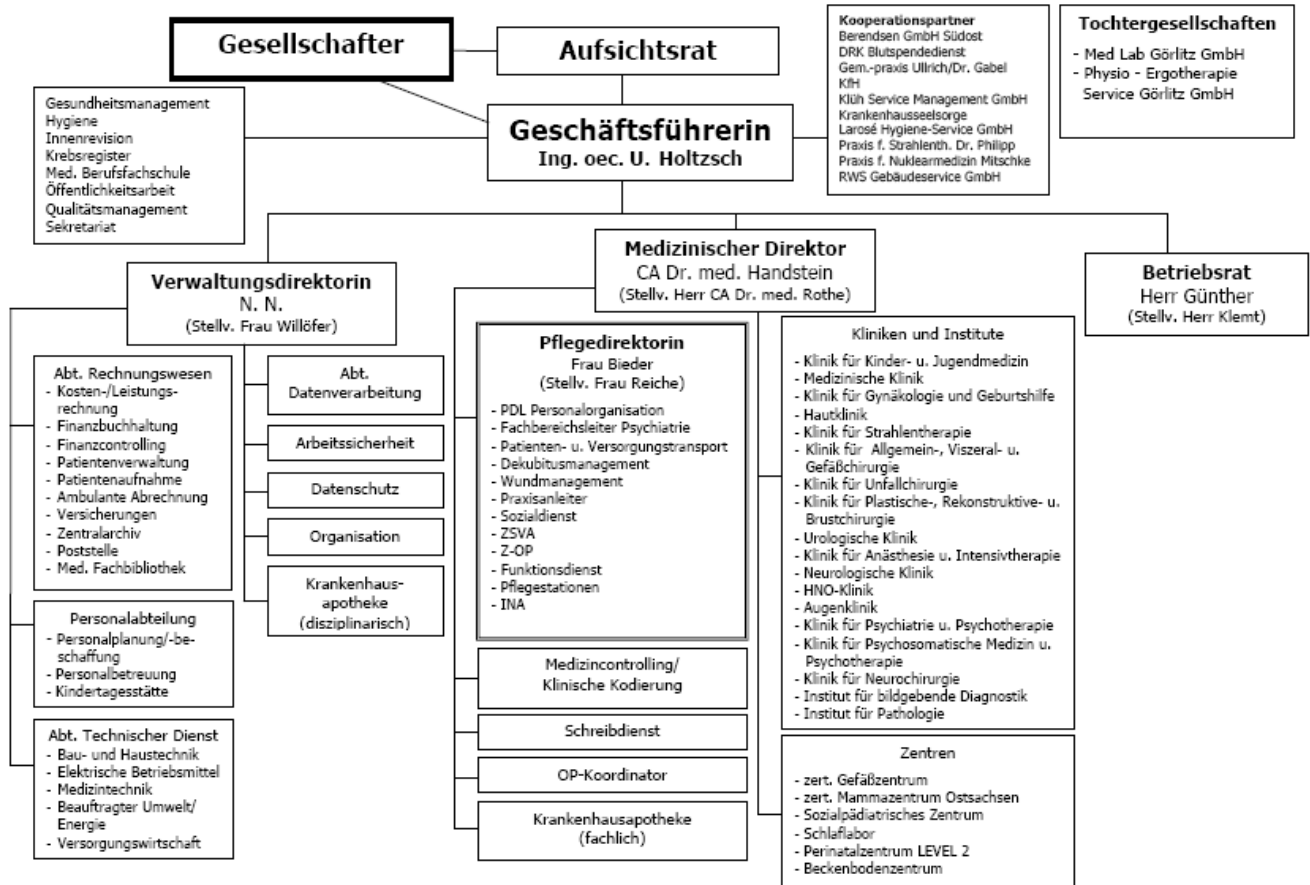 Gesellschafter
Aufsichtsrat
Kooperationspartner
Berendsen GmbH Südost
DRK Blutspendedienst
Gem.-praxis Ullrich/Dr. Gabel
KfH
Klüh Service Management GmbH
Krankenhausseelsorge
Larosé Hygiene-Service GmbH
Praxis f. Strahlenth. Dr. Philipp
Praxis f. Nuklearmedizin Mitschke
RWS Gebäudeservice GmbH
Tochtergesellschaften
- Med Lab Görlitz GmbH
- Physio - Ergotherapie
Service Görlitz GmbH
Gesundheitsmanagement
Hygiene
Innenrevision
Krebsregister
Med. Berufsfachschule
Öffentlichkeitsarbeit
Qualitätsmanagement
Sekretariat
Geschäftsführerin
Ing. oec. U. Holtzsch
Verwaltungsdirektorin
N. N.
(Stellv. Frau Willöfer)
Medizinischer Direktor
CA Dr. med. Handstein
(Stellv. Herr CA Dr. med. Rothe)
Betriebsrat
Herr Günther
(Stellv. Herr Klemt)
Abt. Rechnungswesen
- Kosten-/Leistungs-
rechnung
- Finanzbuchhaltung
- Finanzcontrolling
- Patientenverwaltung
- Patientenaufnahme
- Ambulante Abrechnung
- Versicherungen
- Zentralarchiv
- Poststelle
- Med. Fachbibliothek
Personalabteilung
- Personalplanung/-be-
schaffung
- Personalbetreuung
- Kindertagesstätte
Abt. Technischer Dienst
- Bau- und Haustechnik
- Elektrische Betriebsmittel
- Medizintechnik
- Beauftragter Umwelt/
Energie
- Versorgungswirtschaft
Abt.
Datenverarbeitung
Arbeitssicherheit
Datenschutz
Organisation
Krankenhaus-
apotheke
(disziplinarisch)
Pflegedirektorin
Frau Bieder
(Stellv. Frau Reiche)
- PDL Personalorganisation
- Fachbereichsleiter Psychiatrie
- Patienten- u. Versorgungstransport
- Dekubitusmanagement
- Wundmanagement
- Praxisanleiter
- Sozialdienst
- ZSVA
- Z-OP
- Funktionsdienst
- Pflegestationen
- INA
Medizincontrolling/
Klinische Kodierung
Schreibdienst
OP-Koordinator
Krankenhausapotheke
(fachlich)
Kliniken und Institute
- Klinik für Kinder- u. Jugendmedizin
- Medizinische Klinik
- Klinik für Gynäkologie und Geburtshilfe
- Hautklinik
- Klinik für Strahlentherapie
- Klinik für Allgemein-, Viszeral- u.
Gefäßchirurgie
- Klinik für Unfallchirurgie
- Klinik für Plastische-, Rekonstruktive- u.
Brustchirurgie
- Urologische Klinik
- Klinik für Anästhesie u. Intensivtherapie
- Neurologische Klinik
- HNO-Klinik
- Augenklinik
- Klinik für Psychiatrie u. Psychotherapie
- Klinik für Psychosomatische Medizin u.
Psychotherapie
- Klinik für Neurochirurgie
- Institut für bildgebende Diagnostik
- Institut für Pathologie
Zentren
- zert. Gefäßzentrum
- zert. Mammazentrum Ostsachsen
- Sozialpädiatrisches Zentrum
- Schlaflabor
- Perinatalzentrum LEVEL 2
- Beckenbodenzentrum